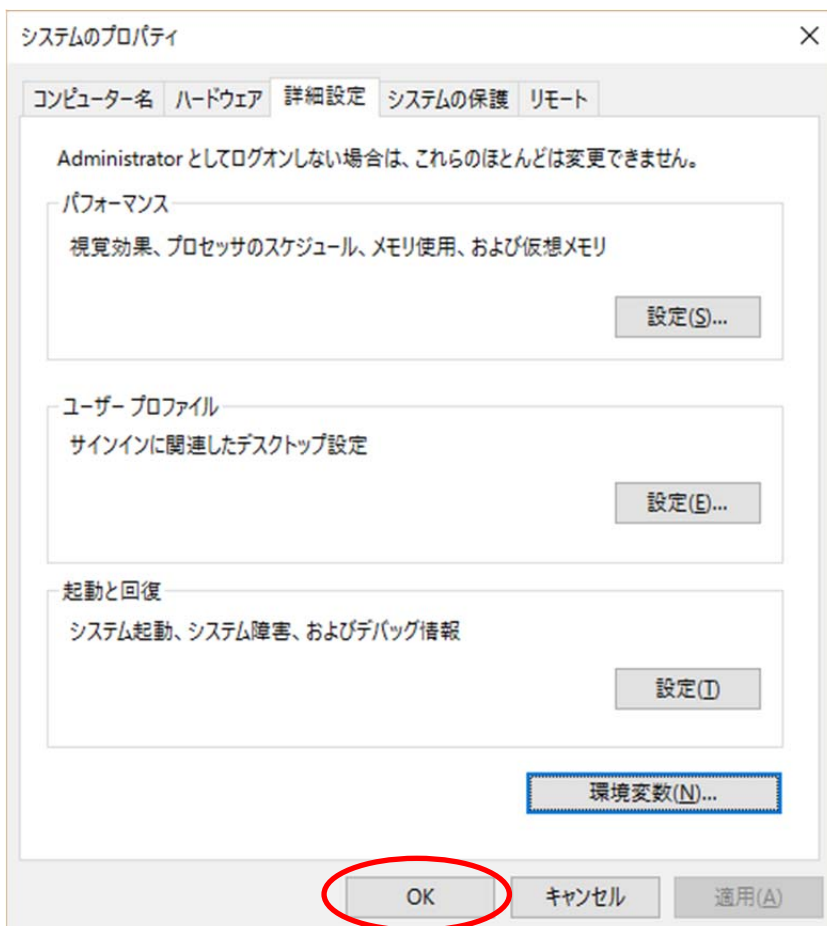 システムのプロパティ
コンピューター名 ハードウェア 詳細設定 システムの保護 リモート
Administrator としてログオンしない場合は、これらのほとんどは変更できません。
パフォーマンス
視覚効果、プロセッサのスケジュール、メモリ使用、および仮想メモリ
設定(S)...
ユーザー プロファイル
サインインに関連したデスクトップ設定
設定(E)...
起動と回復
システム起動、システム障害、およびデバッグ情報
設定(T)
環境変数(N)...
OK キャンセル 適用(A)